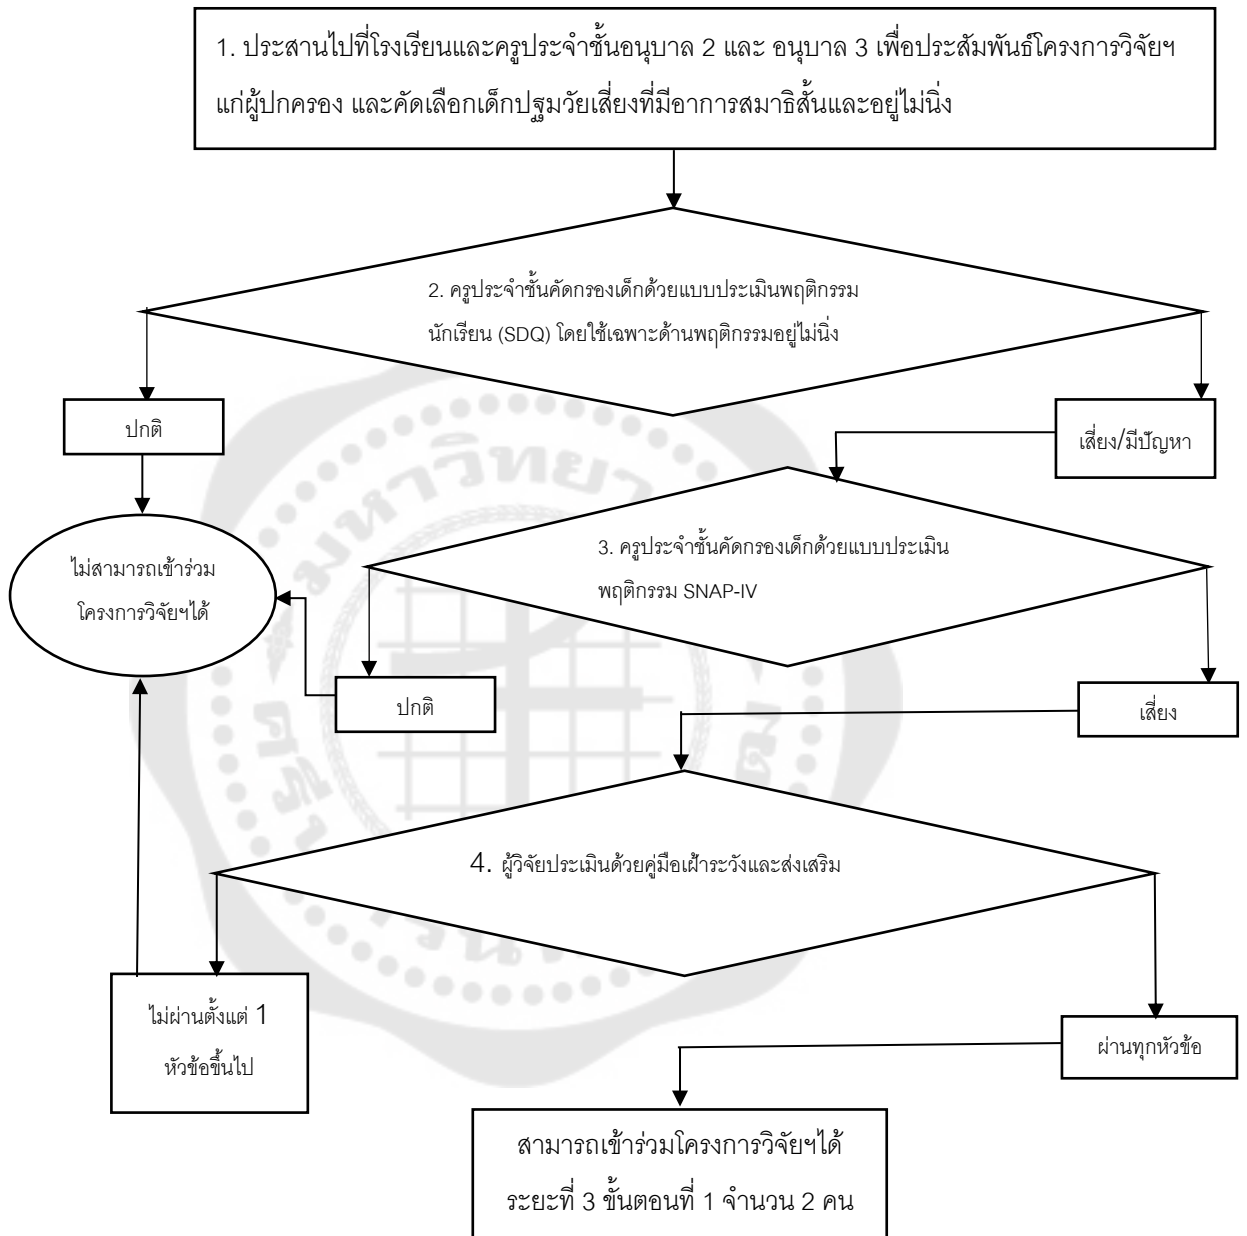 1. ประสานไปที่โรงเรียนและครูประจำชั้นอนุบาล 2 และ อนุบาล 3 เพื่อประสัมพันธ์โครงการวิจัยฯ
แก่ผู้ปกครอง และคัดเลือกเด็กปฐมวัยเสี่ยงที่มีอาการสมาธิสั้นและอยู่ไม่นิ่ง
2. ครูประจำชั้นคัดกรองเด็กด้วยแบบประเมินพฤติกรรม
นักเรียน (SDQ) โดยใช้เฉพาะด้านพฤติกรรมอยู่ไม่นิ่ง
ปกติ
เสี่ยง/มีปัญหา
3. ครูประจำชั้นคัดกรองเด็กด้วยแบบประเมิน
พฤติกรรม SNAP-IV
ไม่สามารถเข้าร่วม
โครงการวิจัยฯได้
ปกติ
เสี่ยง
4. ผู้วิจัยประเมินด้วยคู่มือเฝ้าระวังและส่งเสริม
ไม่ผ่านตั้งแต่ 1
หัวข้อขึ้นไป
ผ่านทุกหัวข้อ
สามารถเข้าร่วมโครงการวิจัยฯได้
ระยะที่ 3 ขั้นตอนที่ 1 จำนวน 2 คน